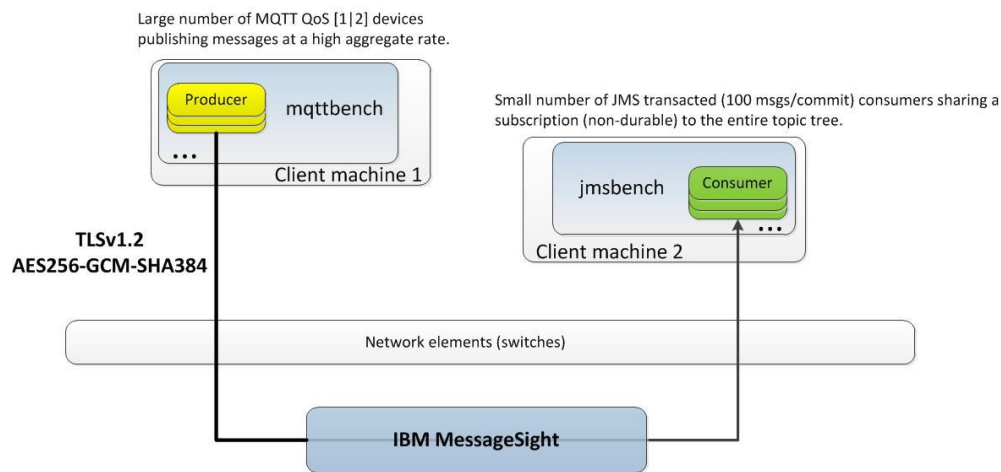 Large number of MQTT QoS [1|2] devices
publishing messages at a high aggregate rate.
Producer
mqttbench
...
Client machine 1
Small number of JMS transacted (100 msgs/commit) consumers sharing a
subscription (non-durable) to the entire topic tree.
jmsbench
Consumer
...
Client machine 2
TLSv1.2
AES256-GCM-SHA384
Network elements (switches)
IBM MessageSight